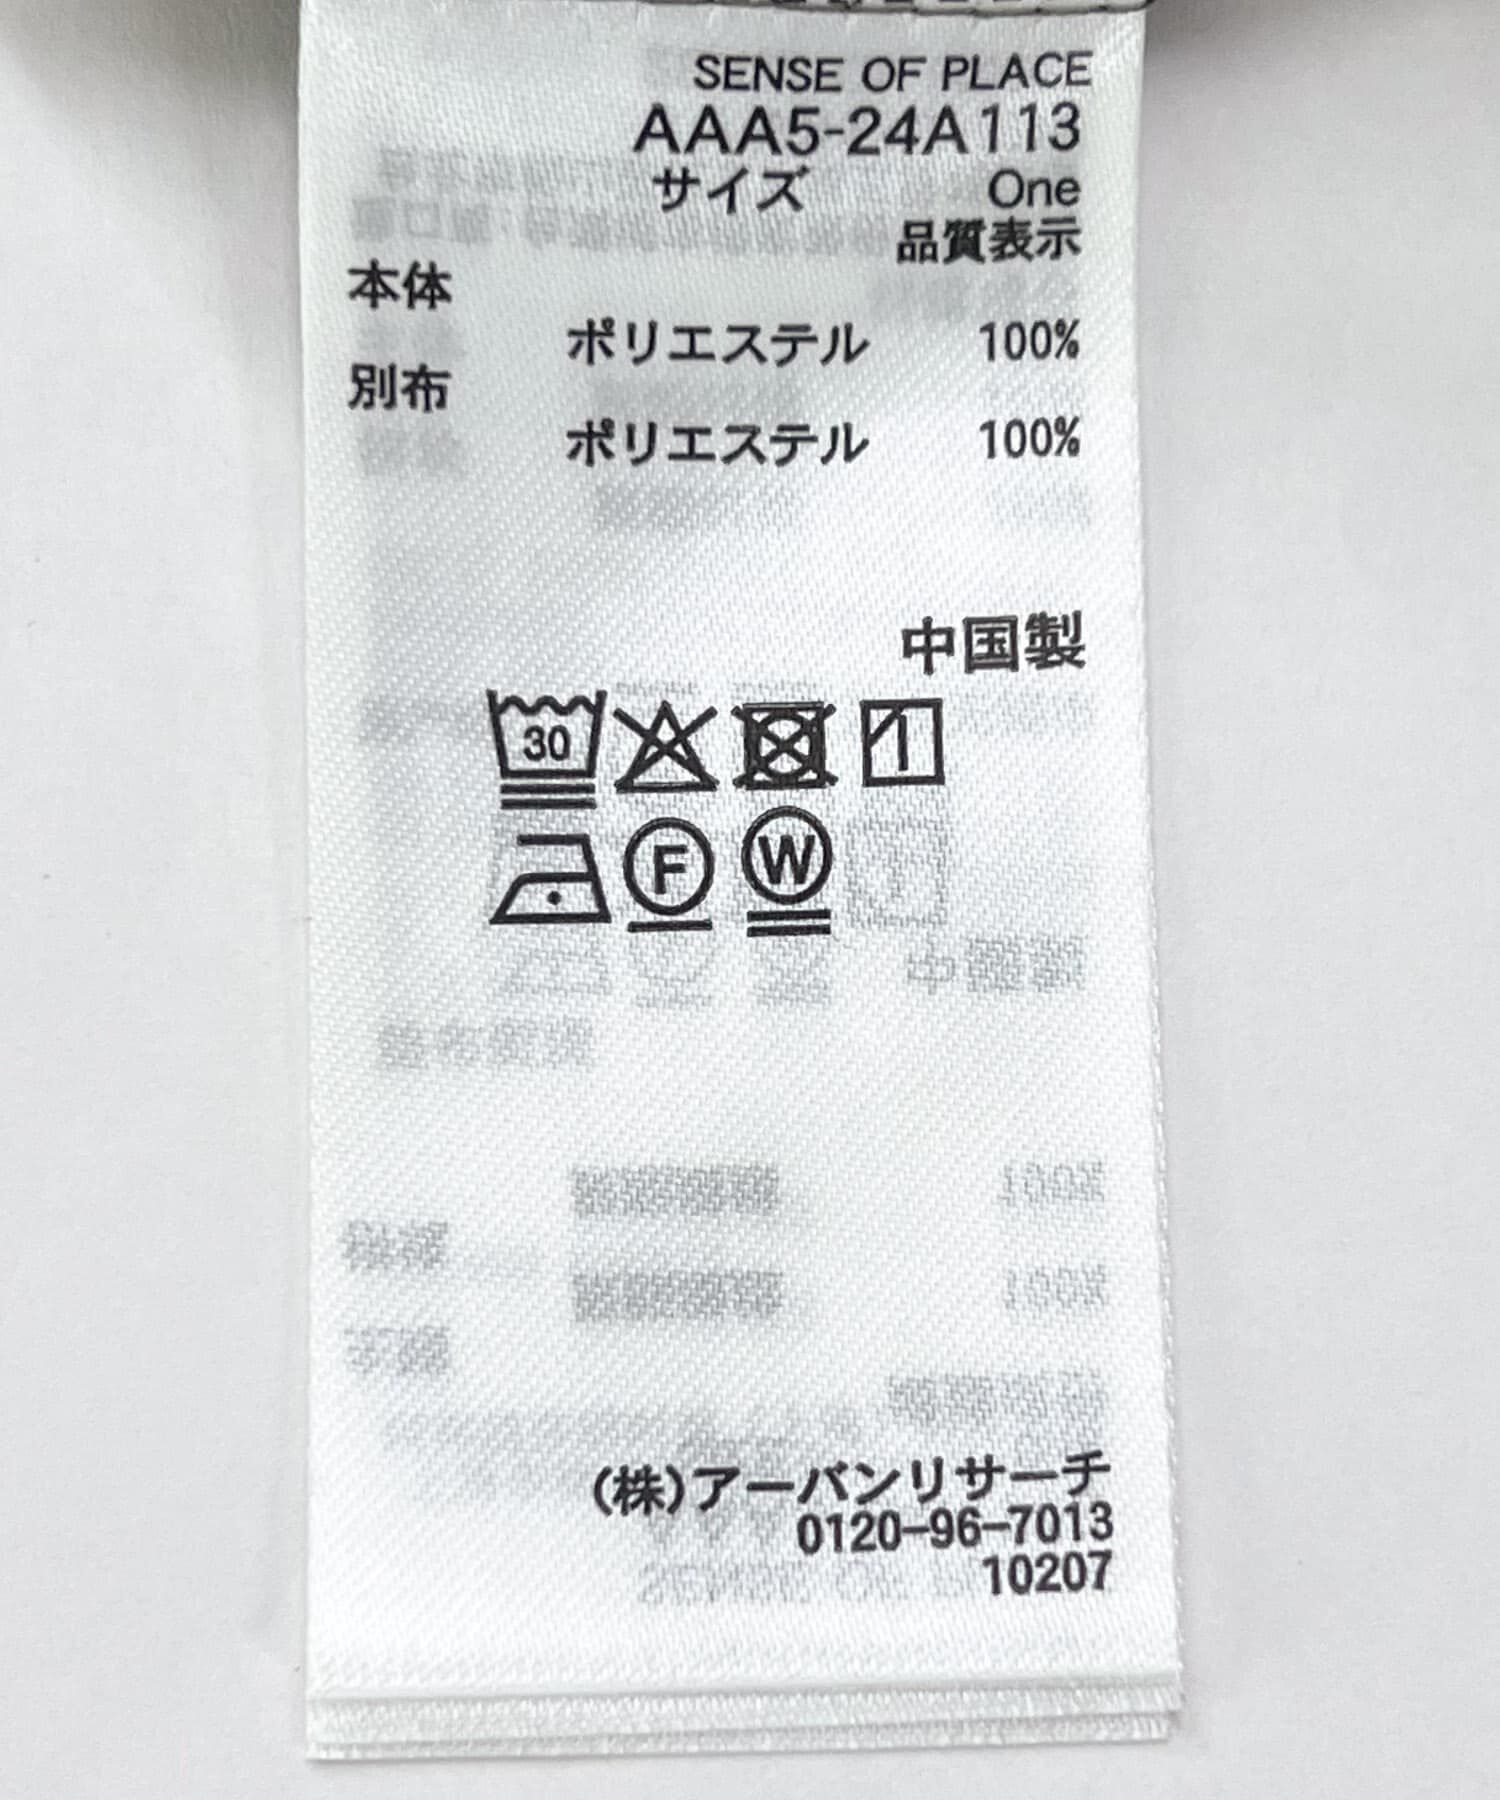 SENSE OF PLACE
AAA5-24A113
サイズ One
品質表示
本体
ポリエステル 100%
別布
ポリエステル 100%
中国製
30
F W
(株)アーバンリサーチ
0120-96-7013
10207